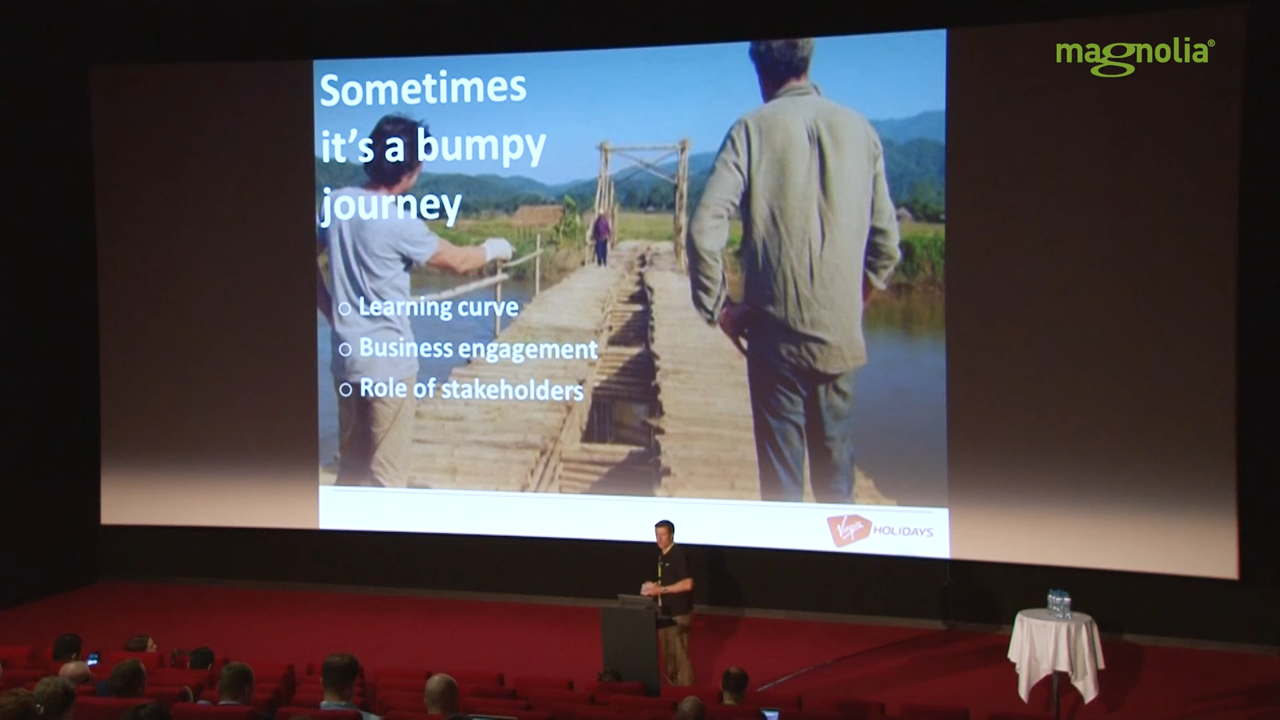 magnolia®
Sometimes
it's a bumpy
journey
○ Learning curve
○ Business engagement
○ Role of stakeholders
Virgin HOLIDAYS